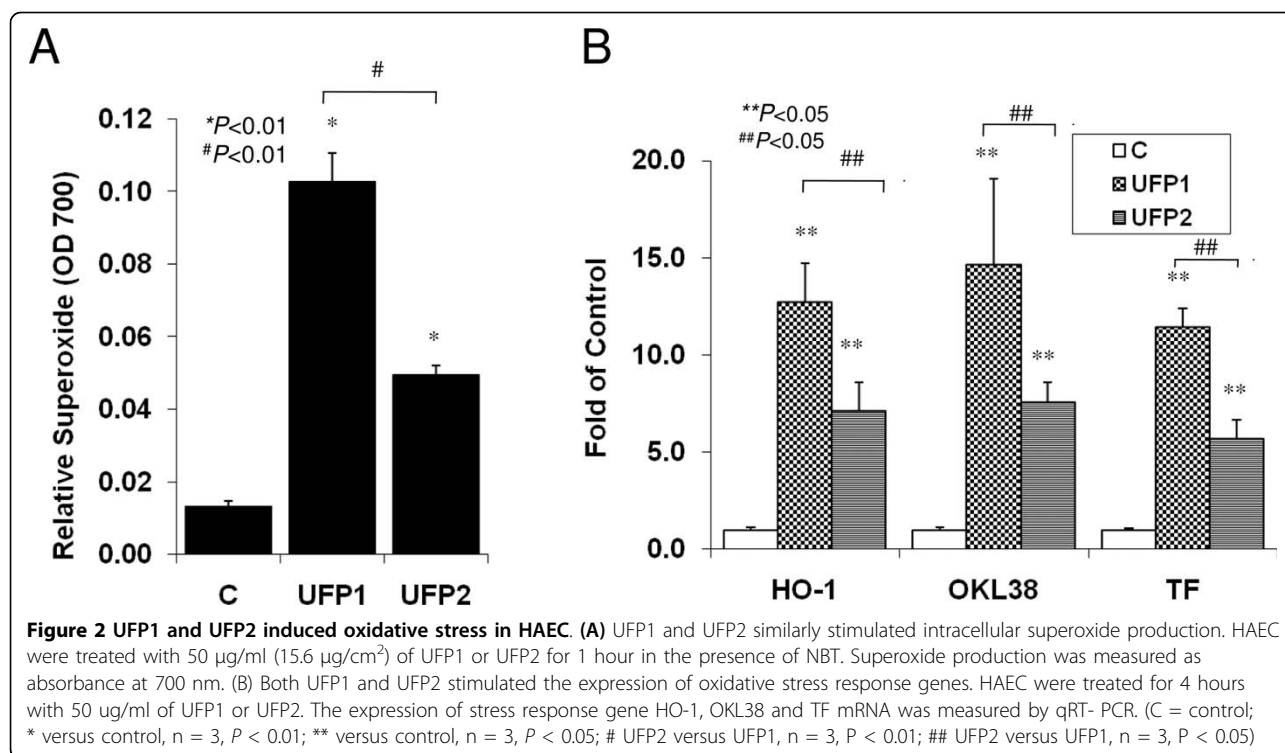 A
#
*P<0.01
#P<0.01
*
*
0.12
0.10
0.08
0.06
0.04
0.02
0.00
Relative Superoxide (OD 700)
C UFP1 UFP2
B
**P<0.05
##P<0.05
##
##
##
**
**
**
**
**
**
C
UFP1
UFP2
20.0
15.0
10.0
5.0
0.0
Fold of Control
HO-1 OKL38 TF
Figure 2 UFP1 and UFP2 induced oxidative stress in HAEC. (A) UFP1 and UFP2 similarly stimulated intracellular superoxide production. HAEC
were treated with 50 μg/ml (15.6 μg/cm²) of UFP1 or UFP2 for 1 hour in the presence of NBT. Superoxide production was measured as
absorbance at 700 nm. (B) Both UFP1 and UFP2 stimulated the expression of oxidative stress response genes. HAEC were treated for 4 hours
with 50 ug/ml of UFP1 or UFP2. The expression of stress response gene HO-1, OKL38 and TF mRNA was measured by qRT- PCR. (C = control;
* versus control, n = 3, P < 0.01; ** versus control, n = 3, P < 0.05; # UFP2 versus UFP1, n = 3, P < 0.01; ## UFP2 versus UFP1, n = 3, P < 0.05)